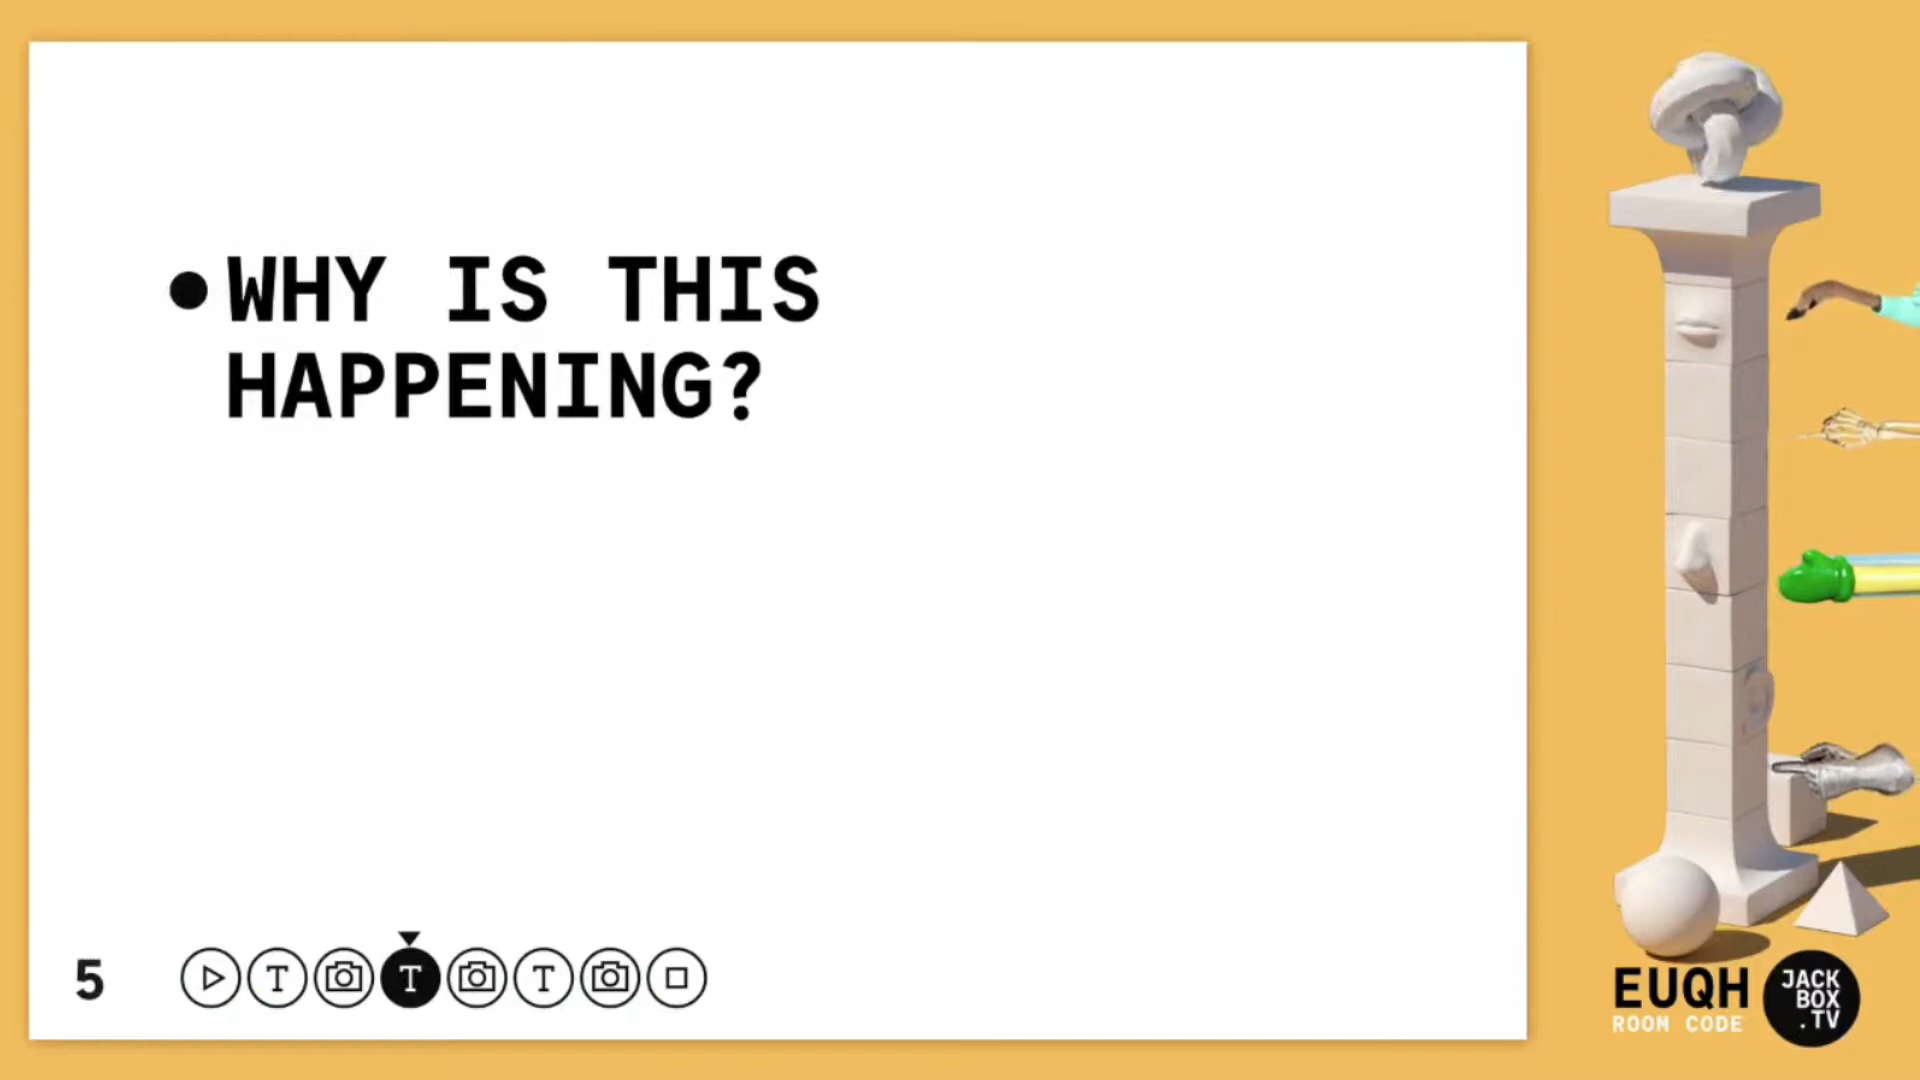 WHY IS THIS
HAPPENING?
5
T
T
T
EUQH
ROOM CODE
JACK
BOX
.TV